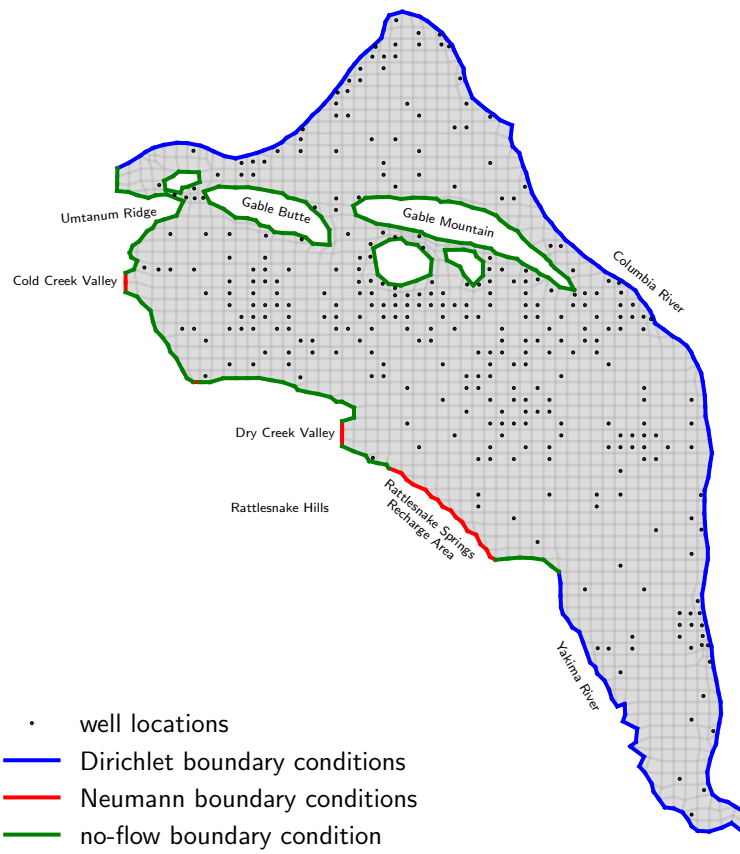 Umtanum Ridge
Gable Butte
Gable Mountain
Cold Creek Valley
Columbia River
Dry Creek Valley
Rattlesnake Hills
Rattlesnake Springs
Recharge Area
Yakima River
well locations
Dirichlet boundary conditions
Neumann boundary conditions
no-flow boundary condition